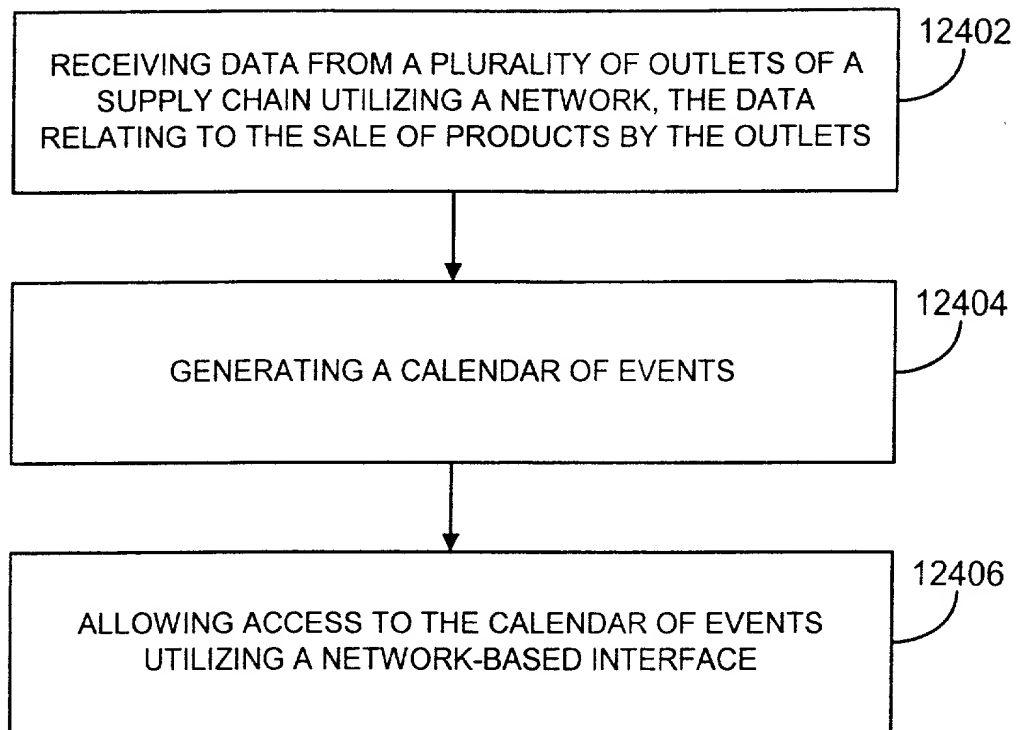 12402
RECEIVING DATA FROM A PLURALITY OF OUTLETS OF A
SUPPLY CHAIN UTILIZING A NETWORK, THE DATA
RELATING TO THE SALE OF PRODUCTS BY THE OUTLETS
12404
GENERATING A CALENDAR OF EVENTS
12406
ALLOWING ACCESS TO THE CALENDAR OF EVENTS
UTILIZING A NETWORK-BASED INTERFACE